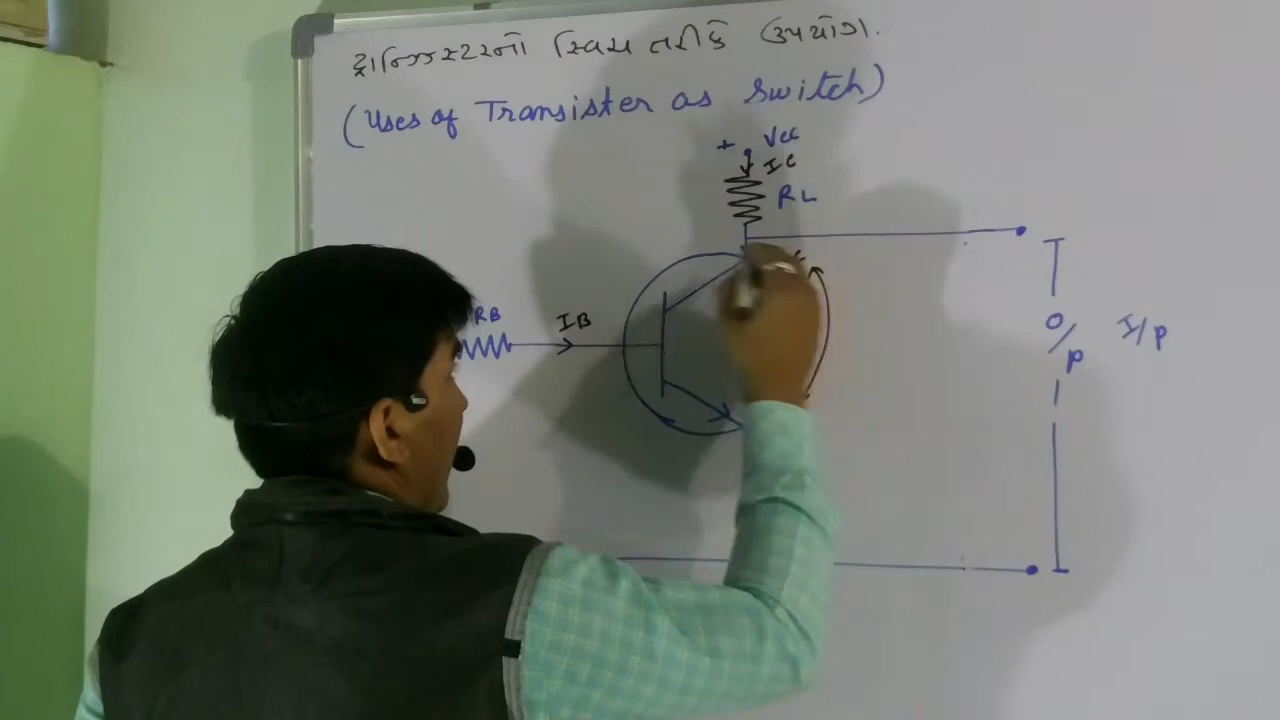 ટ્રાન્ઝિસ્ટરનો સ્વિચ તરીકે ઉપયોગ.
(Uses of Transister as switch)
+ Vcc
IC
RL
RB
IB
O/P
I/P